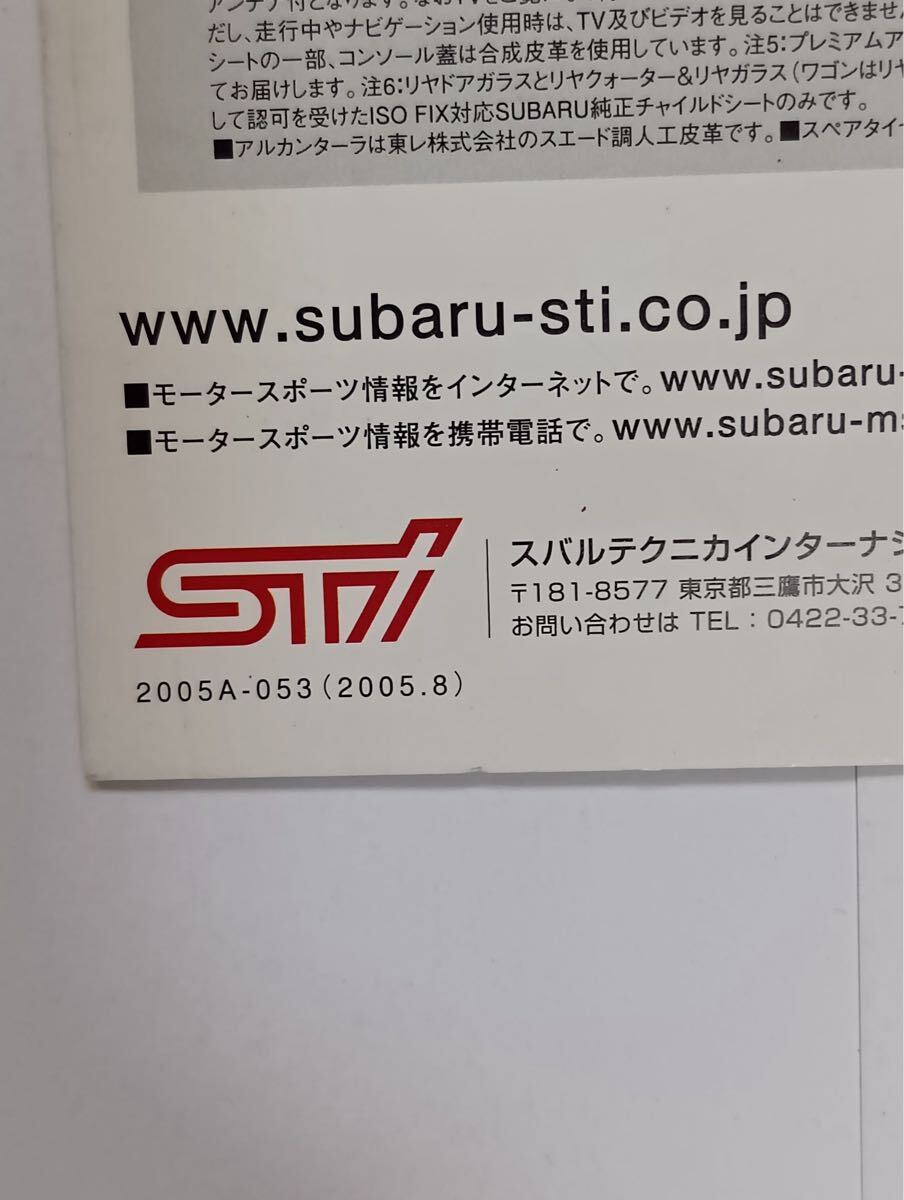 だし、走行中やナビゲーション使用時は、TV及びビデオを見ることはできませ
シートの一部、コンソール蓋は合成皮革を使用しています。注5:プレミアムア
てお届けします。注6:リヤドアガラスとリヤクォーター&リヤガラス(ワゴンはリヤ
して認可を受けたISO FIX対応SUBARU純正チャイルドシートのみです。
■アルカンターラは東レ株式会社のスエード調人工皮革です。■スペアタイ
www.subaru-sti.co.jp
■モータースポーツ情報をインターネットで。www.subaru-
■モータースポーツ情報を携帯電話で。www.subaru-ms
STi
スバルテクニカインターナシ
〒181-8577 東京都三鷹市大沢 3
お問い合わせは TEL:0422-33-7
2005A-053(2005.8)